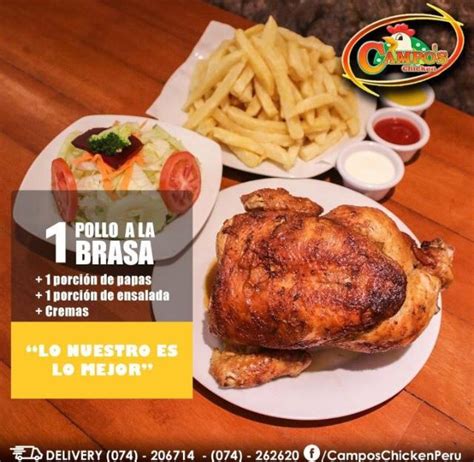 CAMPO'S
Chicken
1 POLLO A LA
BRASA
+ 1 porción de papas
+ 1 porción de ensalada
+ Cremas
“LO NUESTRO ES
LO MEJOR”
DELIVERY (074) - 206714 - (074) - 262620 f /CamposChickenPeru